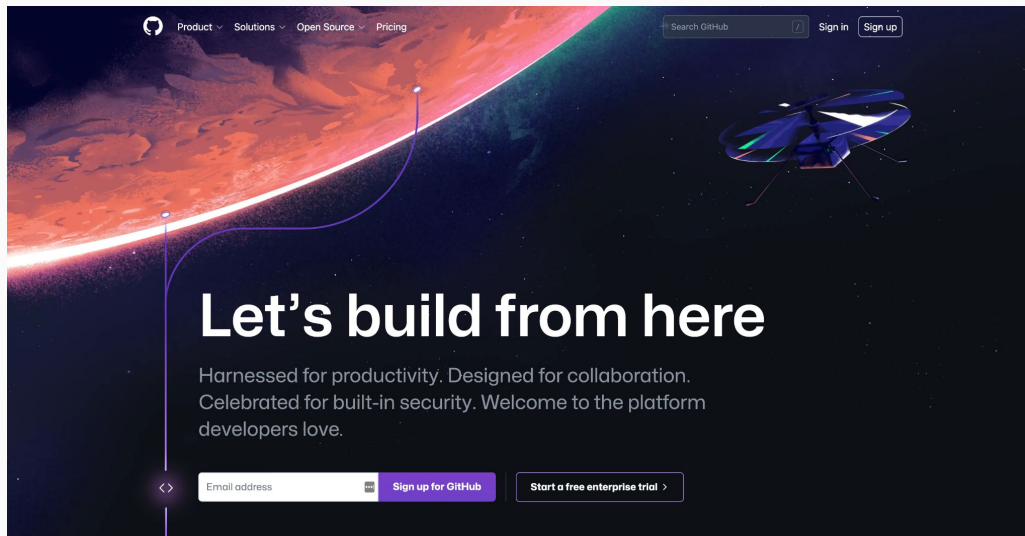 Product Solutions Open Source Pricing Search GitHub / Sign in Sign up
Let's build from here
Harnessed for productivity. Designed for collaboration.
Celebrated for built-in security. Welcome to the platform
developers love.
<> Email address Sign up for GitHub Start a free enterprise trial >